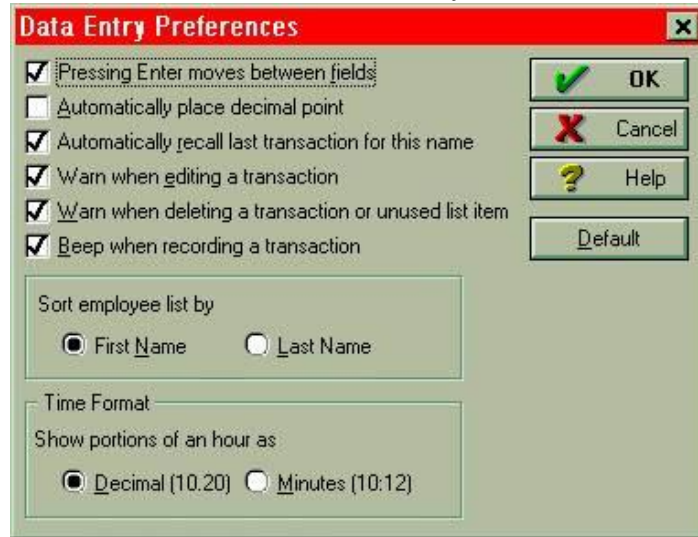 Data Entry Preferences
Pressing Enter moves between fields
Automatically place decimal point
Automatically recall last transaction for this name
Warn when editing a transaction
Warn when deleting a transaction or unused list item
Beep when recording a transaction
OK
Cancel
Help
Default
Sort employee list by
First Name Last Name
Time Format
Show portions of an hour as
Decimal (10.20) Minutes (10:12)